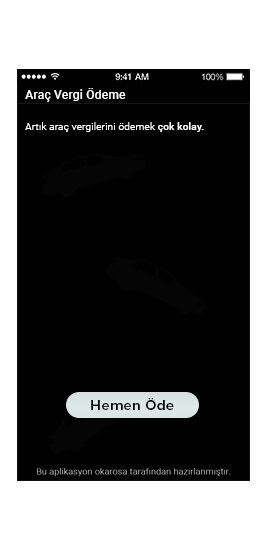 9:41 AM 100%
Araç Vergi Ödeme
Artık araç vergilerini ödemek çok kolay.
Hemen Öde
Bu aplikasyon okarosa tarafından hazırlanmıştır.